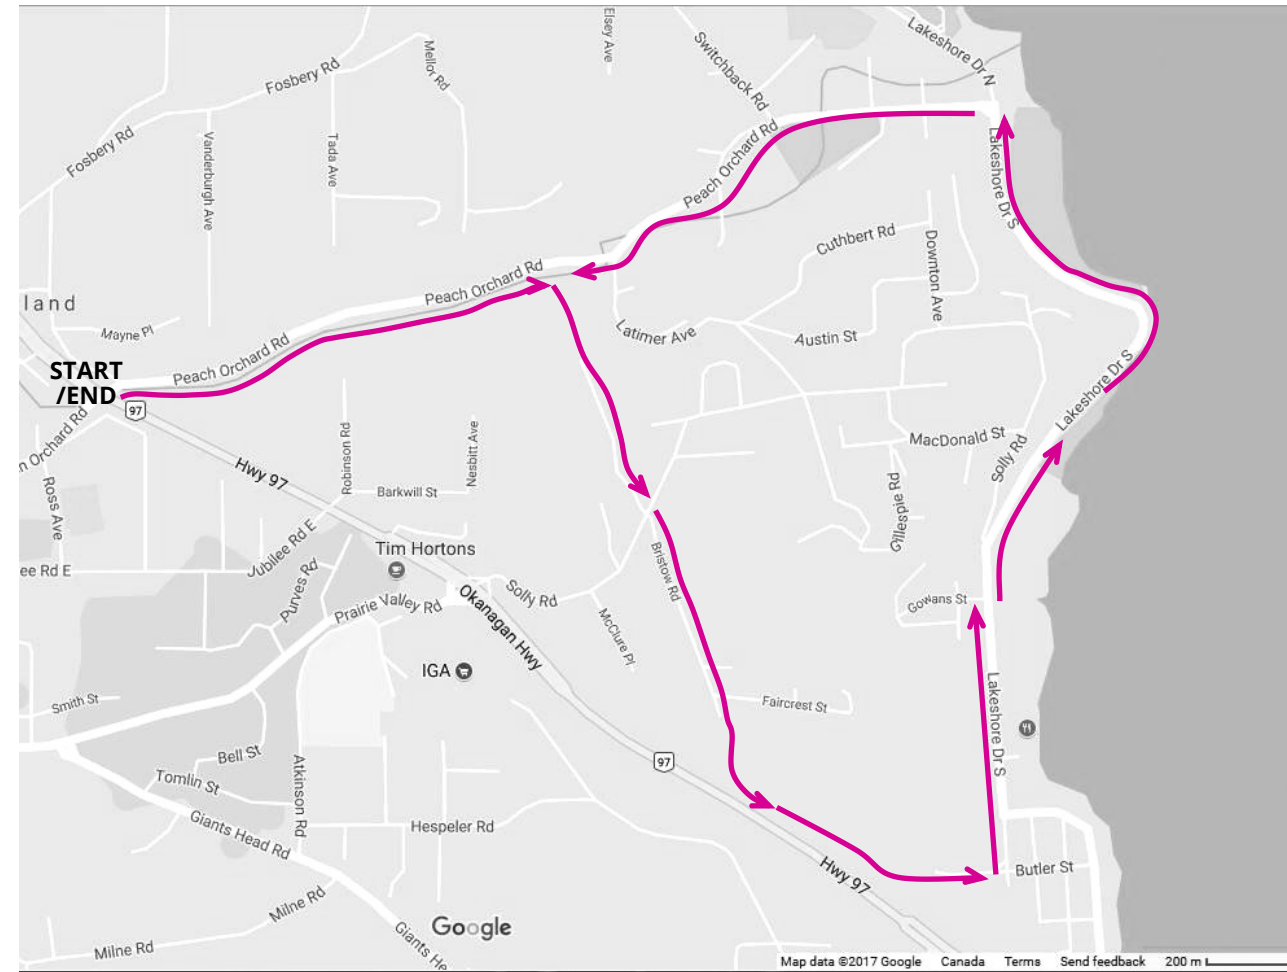 Elsey Ave
Lakeshore Dr N
Switchback Rd
Mellor Rd
Fosbery Rd
Fosbery Rd
Vanderburgh Ave
Tada Ave
Peach Orchard Rd
Lakeshore Dr S
Cuthbert Rd
Downton Ave
Peach Orchard Rd
land
Mayne Pl
Latimer Ave
Austin St
Peach Orchard Rd
START
/END
97
Lakeshore Dr S
n Orchard Rd
Robinson Rd
Nesbitt Ave
MacDonald St
Solly Rd
Hwy 97
Ross Ave
Barkwill St
Gillespie Rd
Jubilee Rd E
Tim Hortons
ee Rd E
Purves Rd
Bristow Rd
Solly Rd
Prairie Valley Rd
Okanagan Hwy
McClure Pl
Gowans St
IGA
Smith St
Faircrest St
Lakeshore Dr S
Bell St
97
Tomlin St
Atkinson Rd
Giants Head Rd
Hespeler Rd
Hwy 97
Butler St
Milne Rd
Google
Giants He
Milne Rd
Map data ©2017 Google Canada Terms Send feedback 200 m